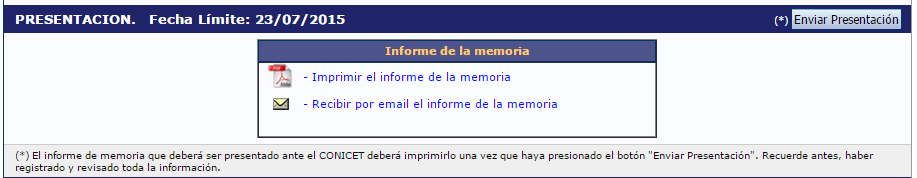 PRESENTACION. Fecha Límite: 23/07/2015 (*) Enviar Presentación
Informe de la memoria
PDF
- Imprimir el informe de la memoria
- Recibir por email el informe de la memoria
(*) El informe de memoria que deberá ser presentado ante el CONICET deberá imprimirlo una vez que haya presionado el botón "Enviar Presentación". Recuerde antes, haber
registrado y revisado toda la información.